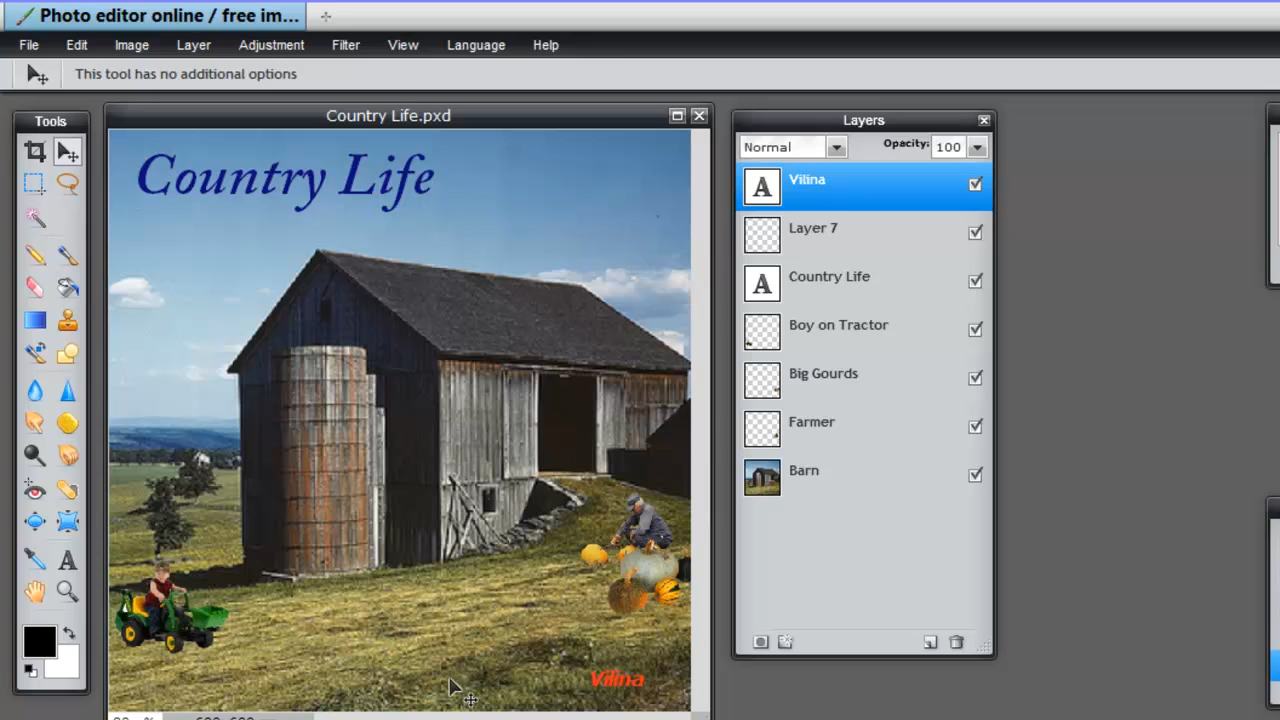 Photo editor online / free im...
File Edit Image Layer Adjustment Filter View Language Help
This tool has no additional options
Tools
Country Life.pxd
Country Life
Vilina
Layers
Normal Opacity: 100
A Vilina
Layer 7
A Country Life
Boy on Tractor
Big Gourds
Farmer
Barn